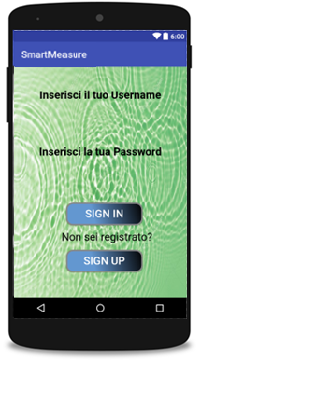 6:00
SmartMeasure
Inserisci il tuo Username
Inserisci la tua Password
SIGN IN
Non sei registrato?
SIGN UP